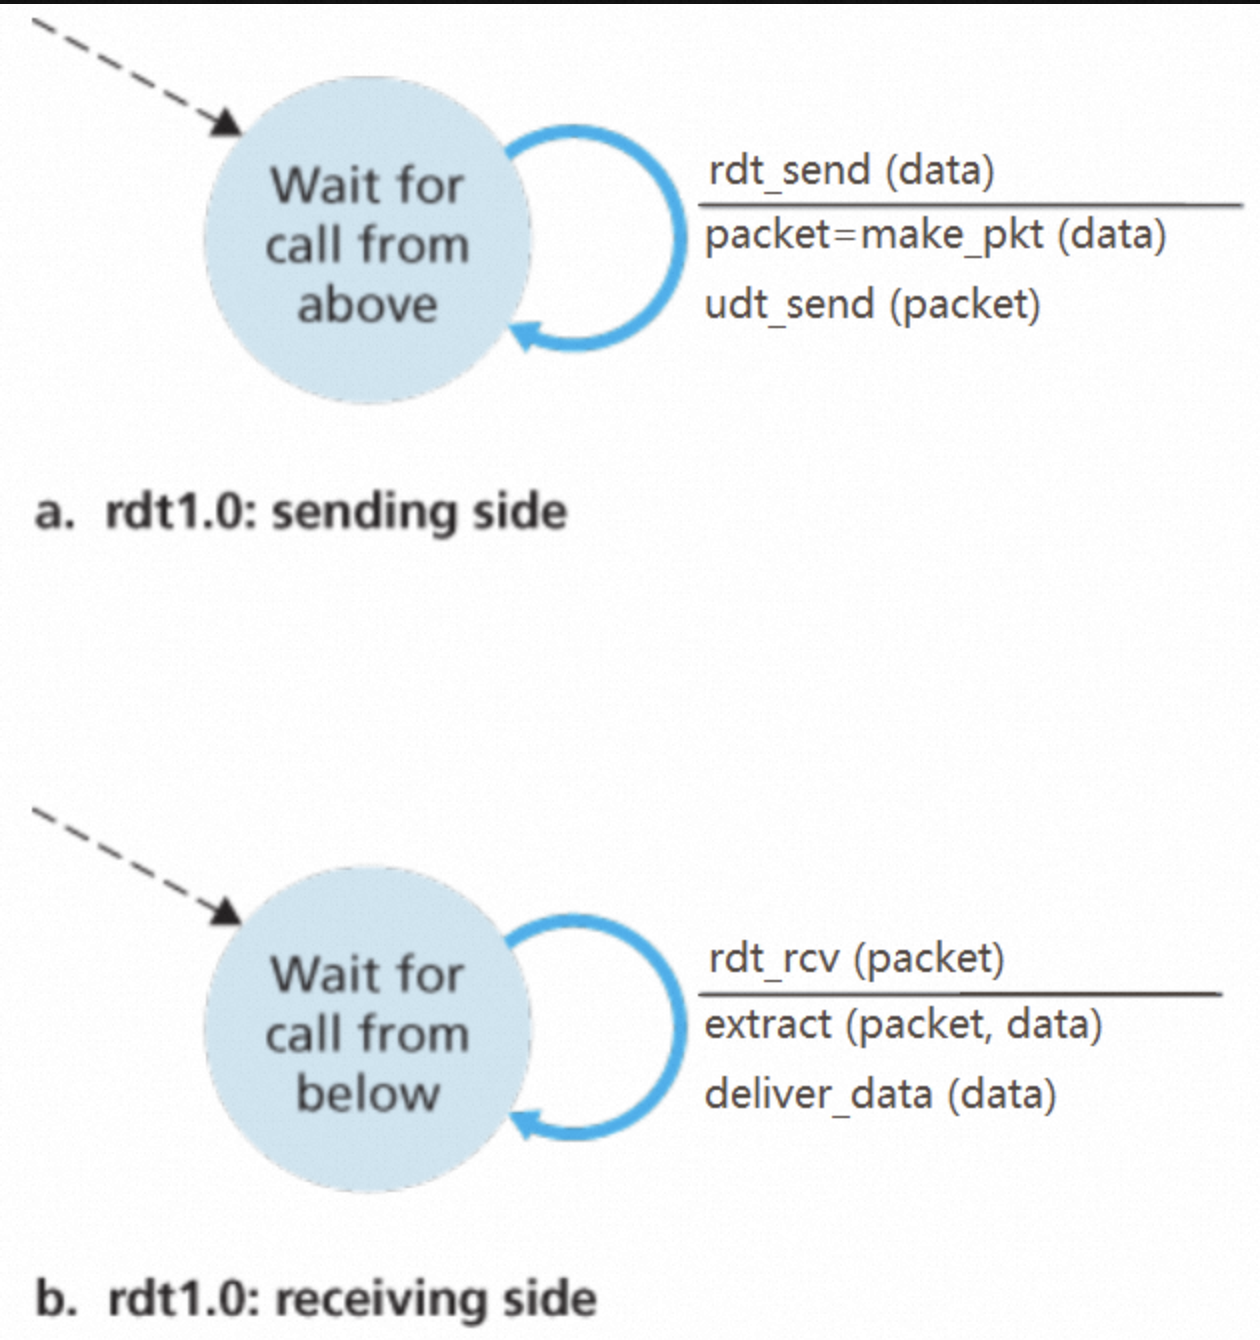 Wait for
call from
above
rdt_send (data)
packet=make_pkt (data)
udt_send (packet)
a. rdt1.0: sending side
Wait for
call from
below
rdt_rcv (packet)
extract (packet, data)
deliver_data (data)
b. rdt1.0: receiving side